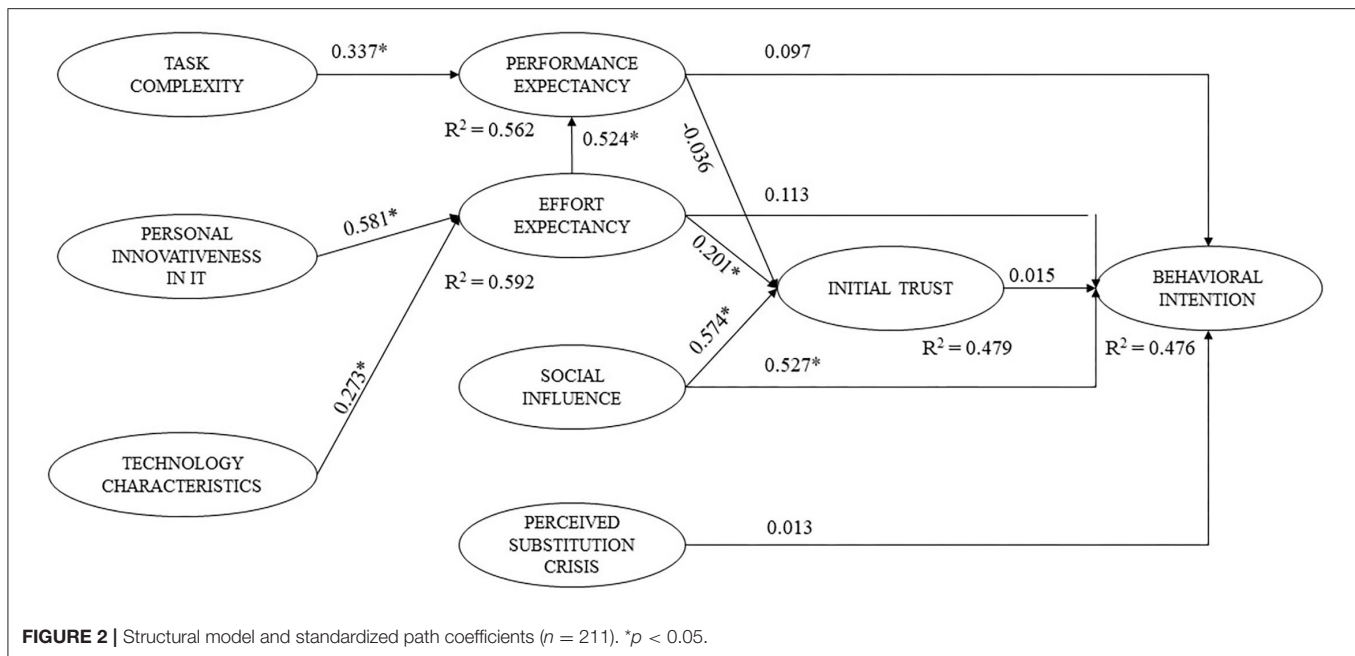 TASK
COMPLEXITY
0.337*
PERFORMANCE
EXPECTANCY
0.097
R² = 0.562
0.524*
-0.036
PERSONAL
INNOVATIVENESS
IN IT
0.581*
EFFORT
EXPECTANCY
0.113
R² = 0.592
0.201*
INITIAL TRUST
0.015
BEHAVIORAL
INTENTION
R² = 0.479
R² = 0.476
0.574*
SOCIAL
INFLUENCE
0.527*
0.273*
TECHNOLOGY
CHARACTERISTICS
PERCEIVED
SUBSTITUTION
CRISIS
0.013
FIGURE 2 | Structural model and standardized path coefficients (n = 211). *p < 0.05.